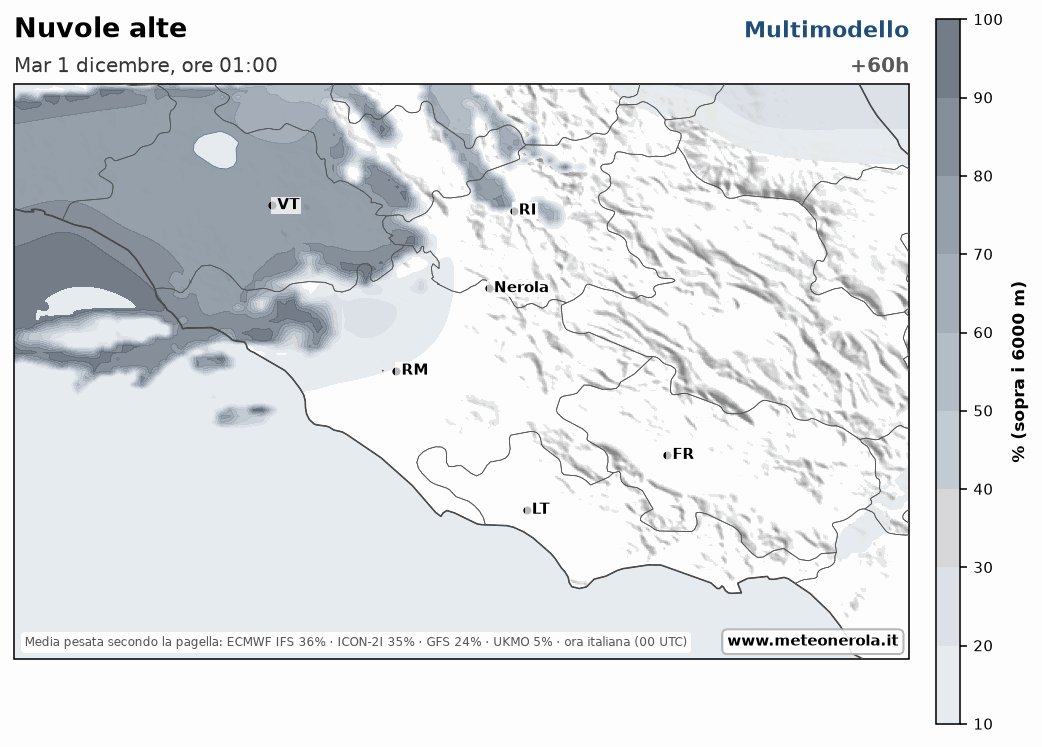 Nuvole alte
Multimodello
Mar 1 dicembre, ore 01:00
+60h
100
90
80
70
60
50
40
30
20
10
% (sopra i 6000 m)
VT
RI
Nerola
RM
FR
LT
Media pesata secondo la pagella: ECMWF IFS 36% · ICON-2I 35% · GFS 24% · UKMO 5% · ora italiana (00 UTC)
www.meteonerola.it